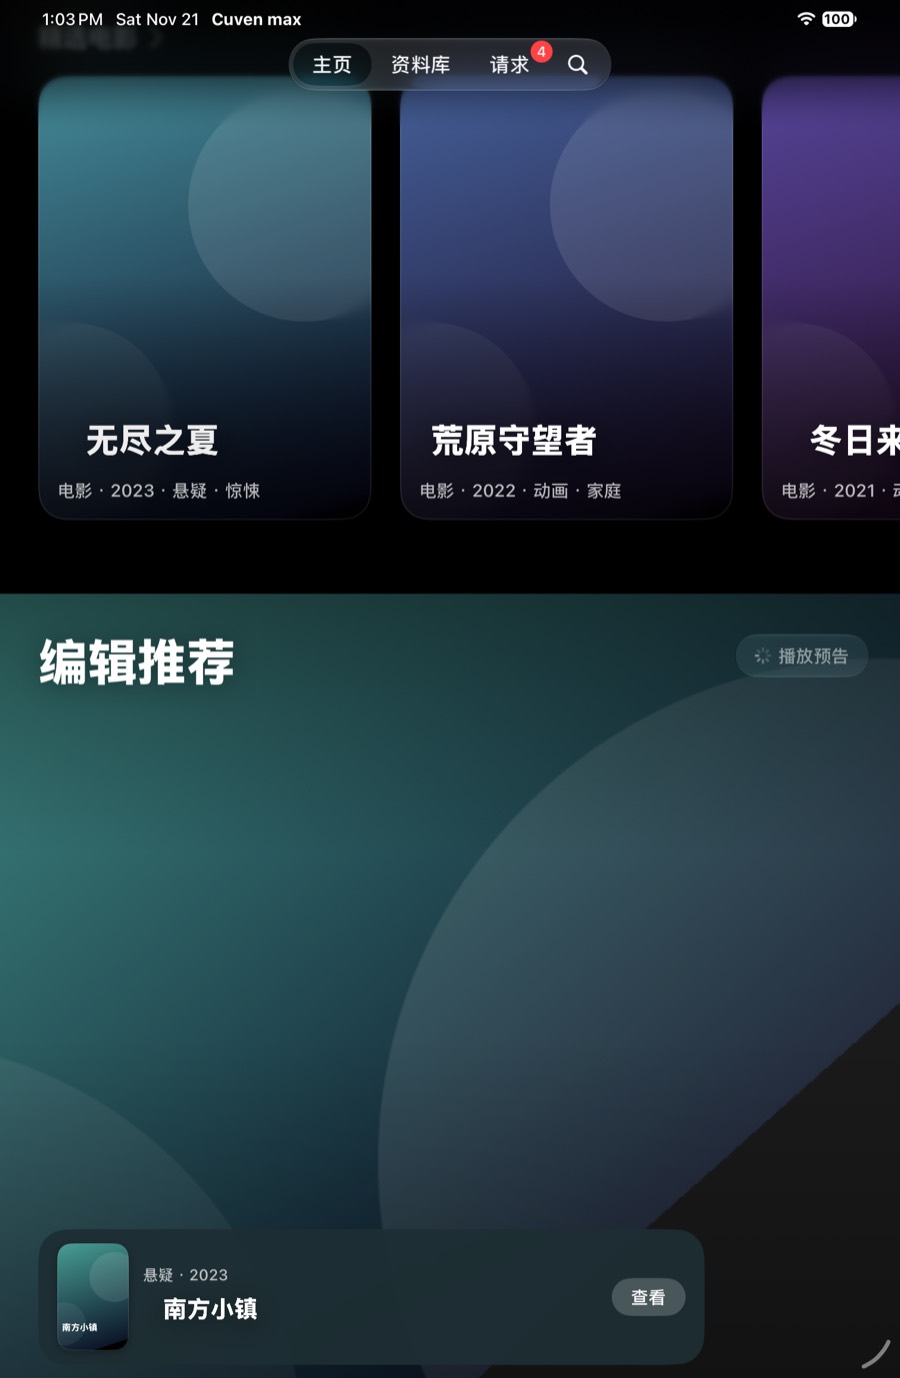 1:03 PM Sat Nov 21 Cuven max
100
主页 资料库 请求 4
无尽之夏
电影 · 2023 · 悬疑 · 惊悚
荒原守望者
电影 · 2022 · 动画 · 家庭
冬日来
电影 · 2021 ·
编辑推荐
播放预告
悬疑 · 2023
南方小镇
南方小镇
查看